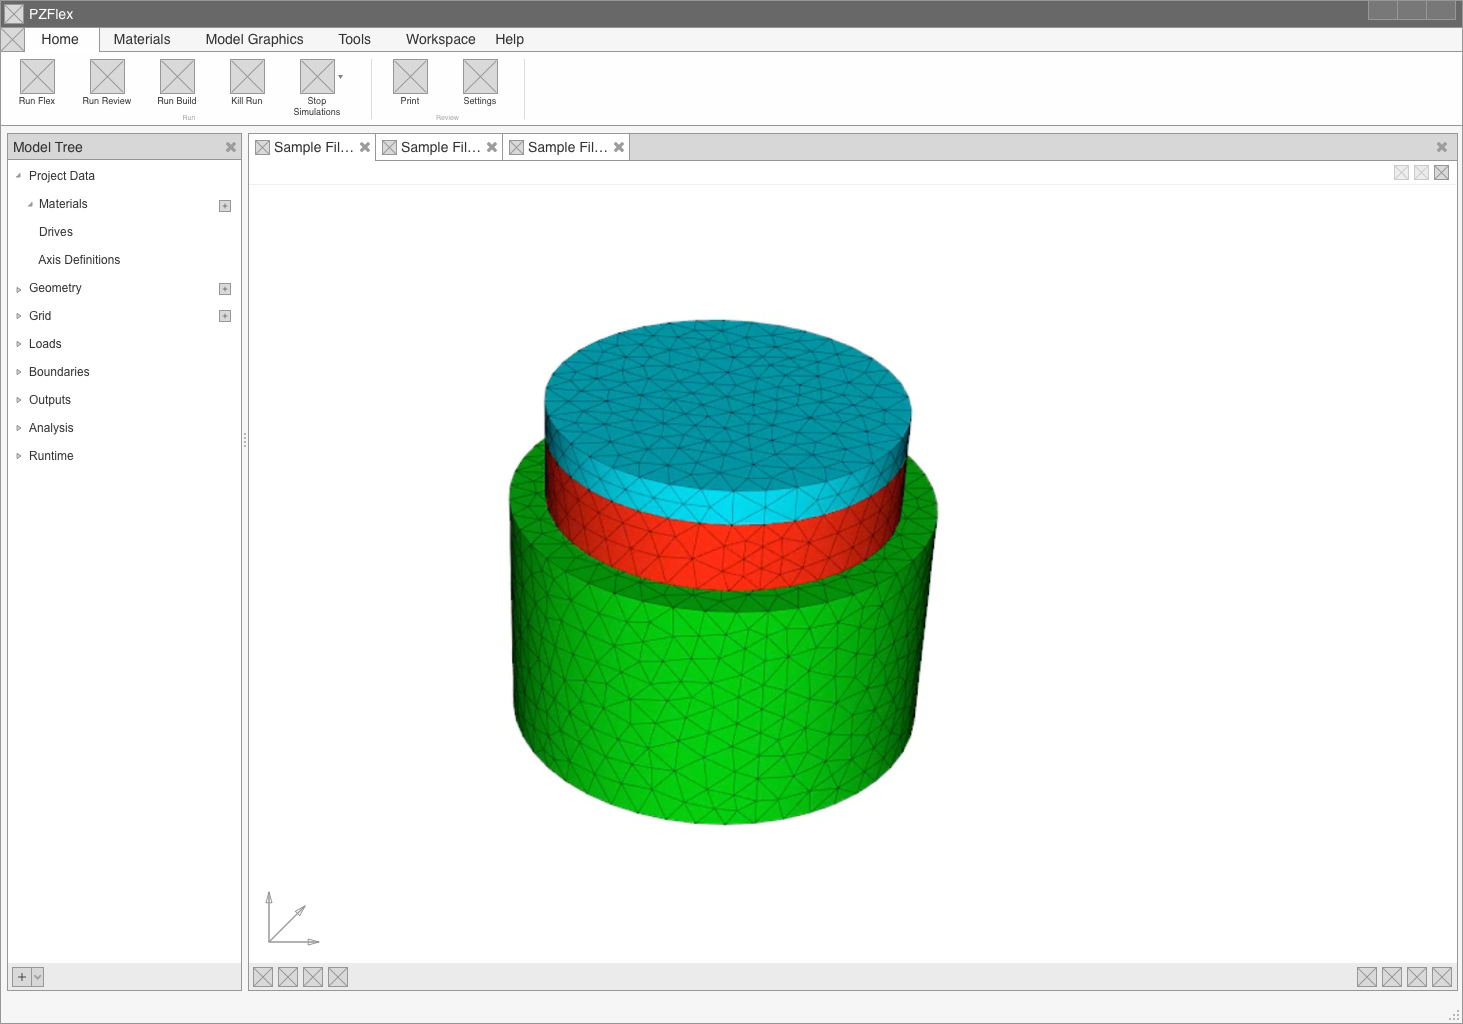 PZFlex
Home Materials Model Graphics Tools Workspace Help
Run Flex Run Review Run Build Kill Run Stop Simulations Print Settings
Run Review
Model Tree
Sample Fil... Sample Fil... Sample Fil...
Project Data
Materials
Drives
Axis Definitions
Geometry
Grid
Loads
Boundaries
Outputs
Analysis
Runtime